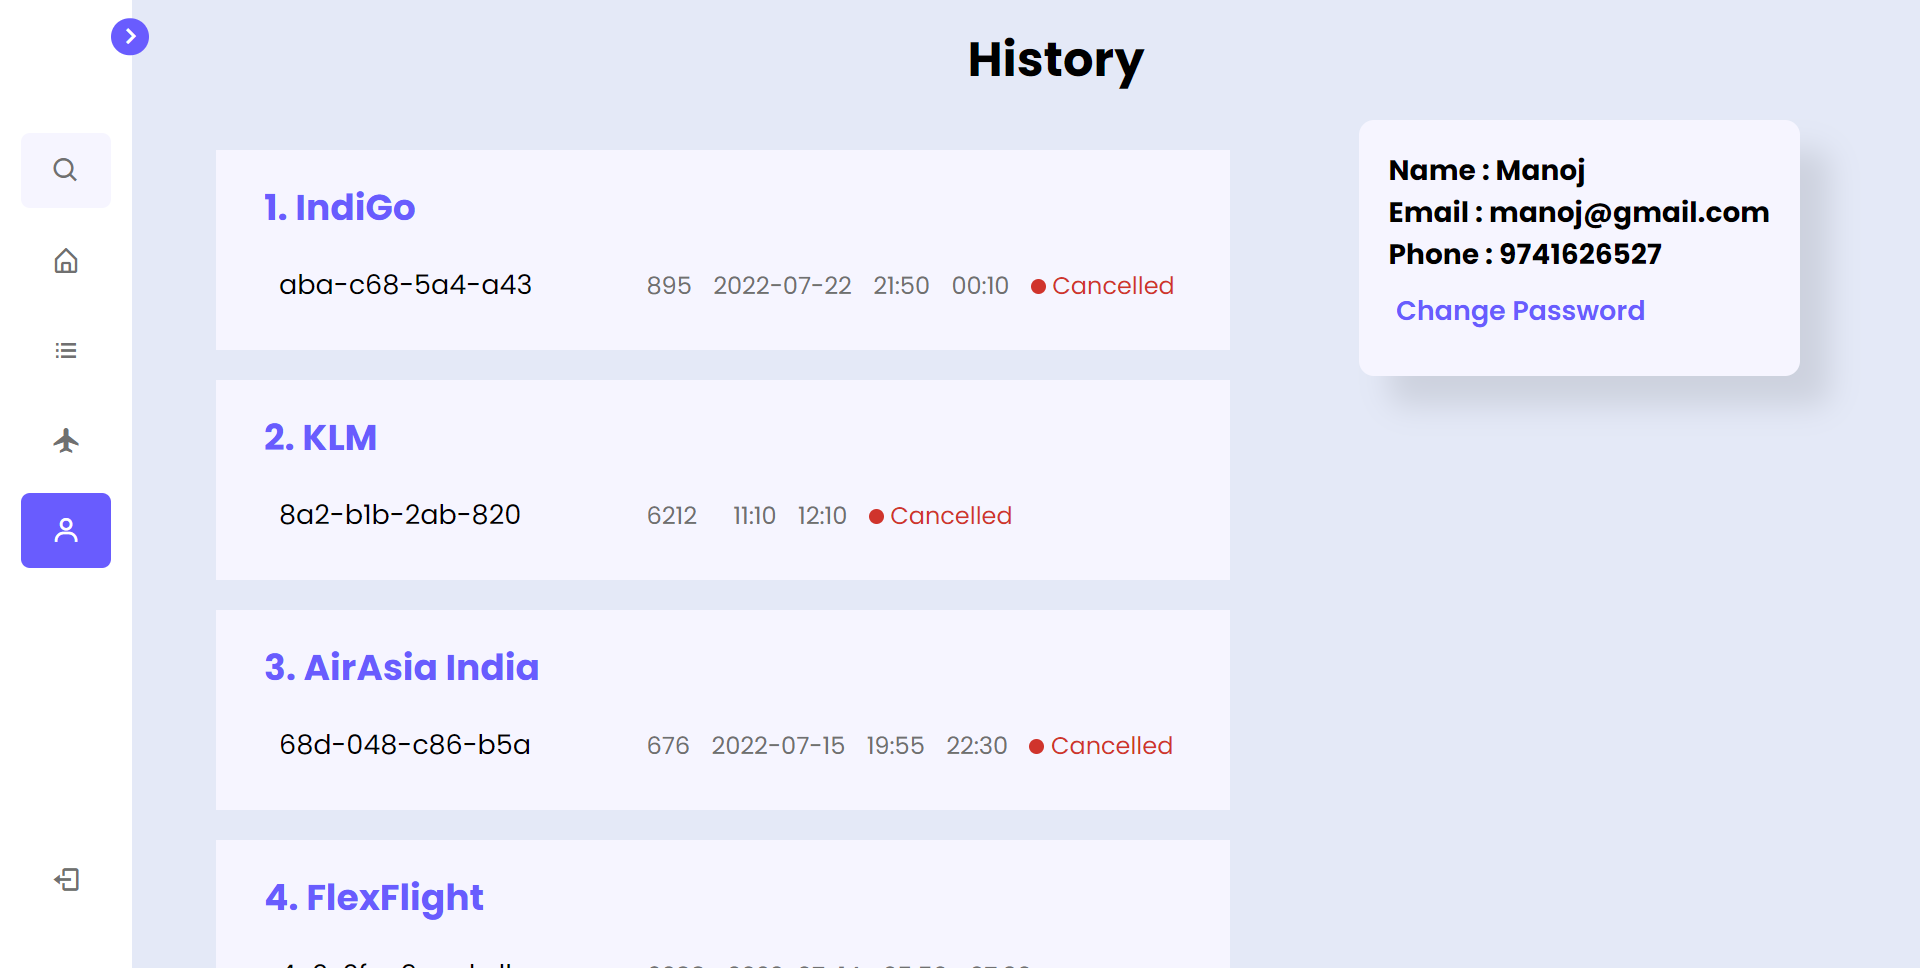 History
1. IndiGo
aba-c68-5a4-a43 895 2022-07-22 21:50 00:10 Cancelled
2. KLM
8a2-b1b-2ab-820 6212 11:10 12:10 Cancelled
3. AirAsia India
68d-048-c86-b5a 676 2022-07-15 19:55 22:30 Cancelled
4. FlexFlight
Name : Manoj
Email : manoj@gmail.com
Phone : 9741626527
Change Password